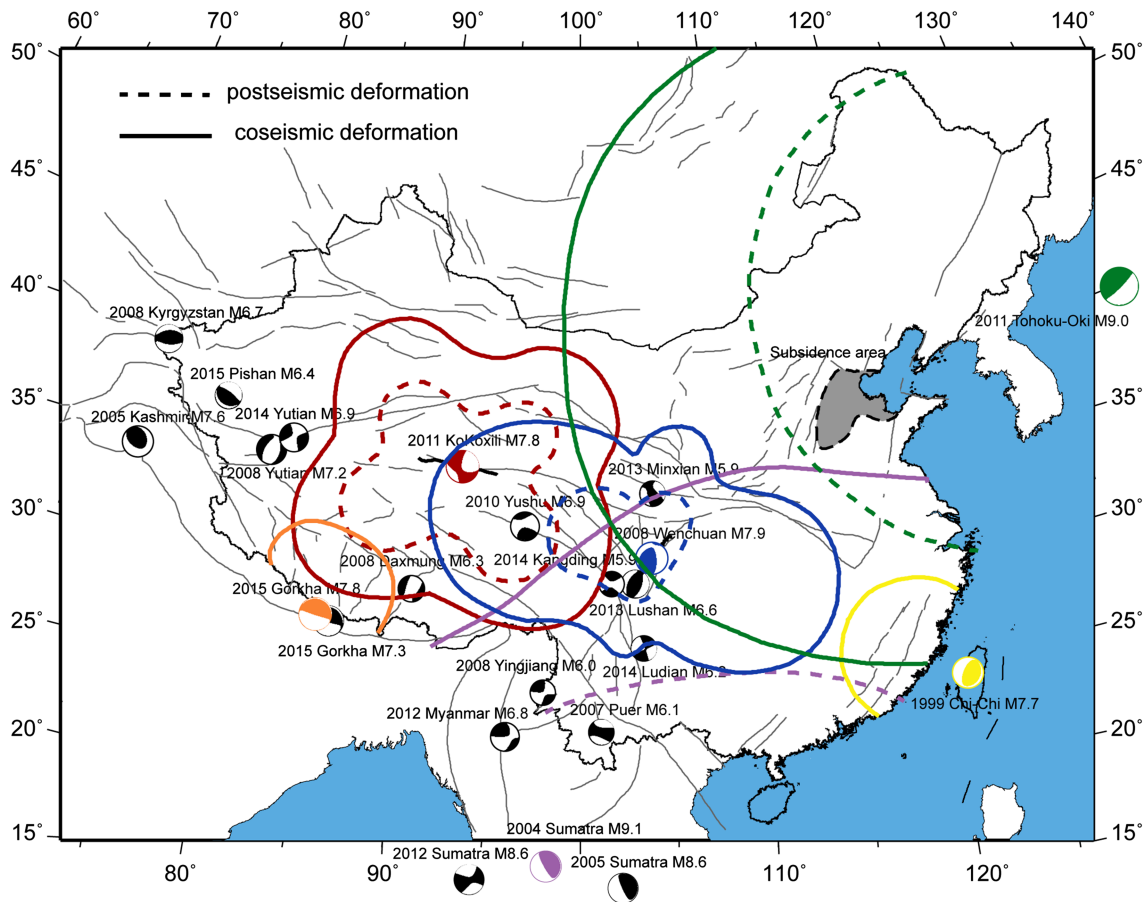 60° 70° 80° 90° 100° 110° 120° 130° 140°
50° 50°
postseismic deformation
coseismic deformation
45° 45°
40° 40°
2008 Kyrgyzstan M6.7
2011 Tohoku-Oki M9.0
Subsidence area
2015 Pishan M6.4
35° 35°
2005 Kashmir M7.6
2014 Yutian M6.9
2011 KoKoxili M7.8
2008 Yutian M7.2
2013 Minxian M5.9
30° 30°
2010 Yushu M6.9
2008 Wenchuan M7.9
2008 Daxmung M6.3
2014 Kangding M5.9
2015 Gorkha M7.8
2013 Lushan M6.6
25° 25°
2015 Gorkha M7.3
2008 Yingjiang M6.0
2014 Ludian M6.2
1999 Chi-Chi M7.7
2012 Myanmar M6.8
2007 Puer M6.1
20° 20°
2004 Sumatra M9.1
15° 15°
2012 Sumatra M8.6
2005 Sumatra M8.6
80° 90° 110° 120°